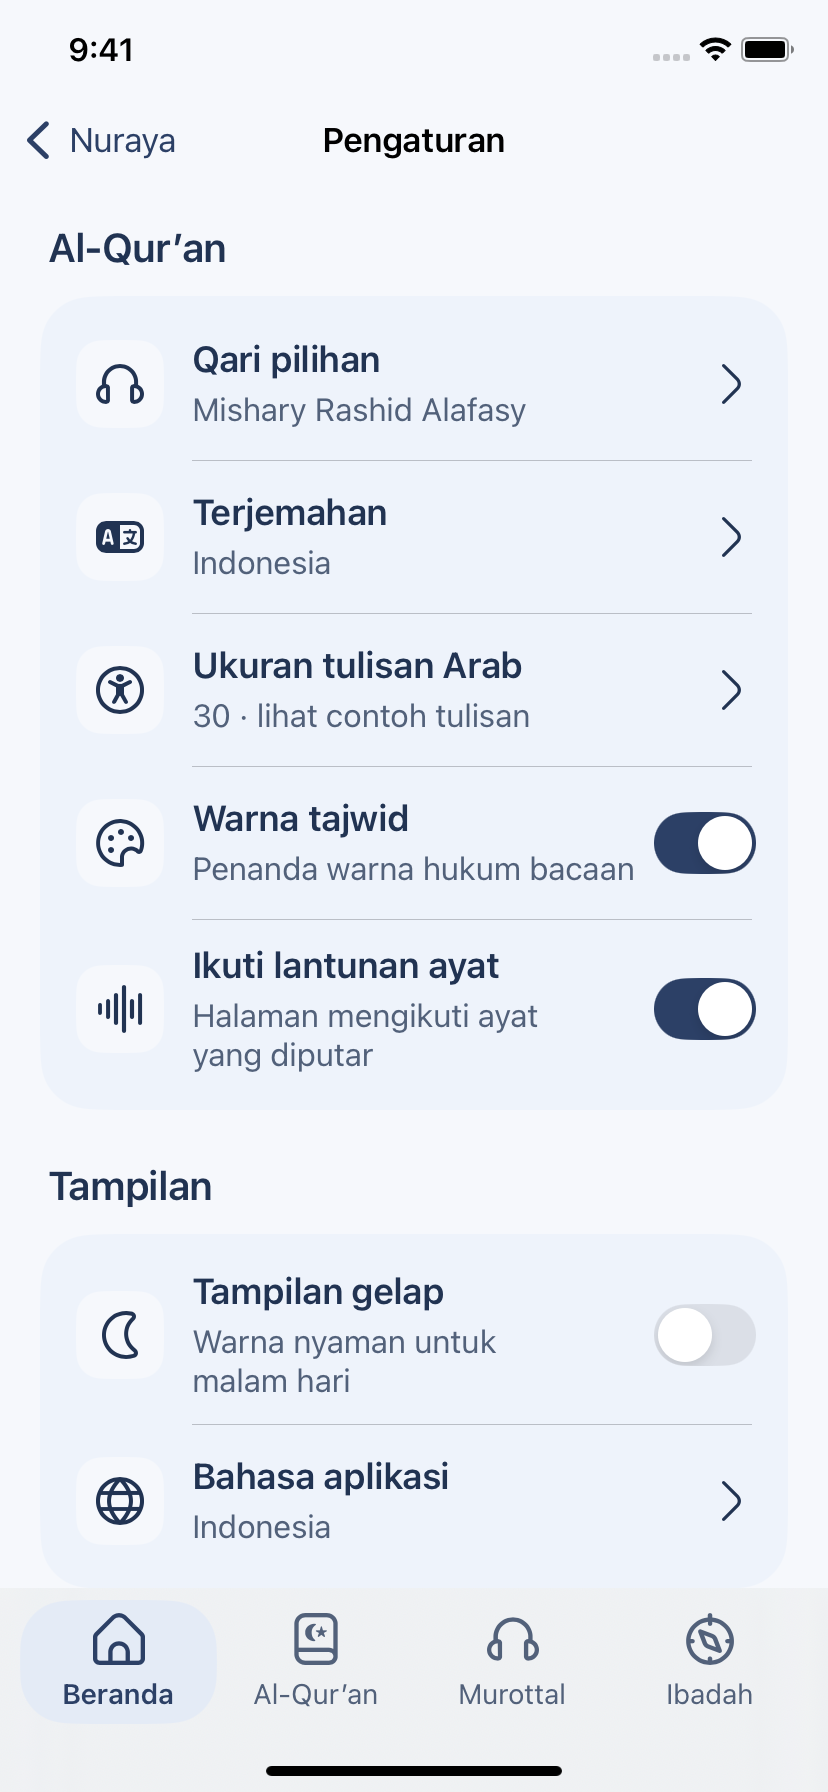 9:41
Nuraya
Pengaturan
Al-Qur’an
Qari pilihan
Mishary Rashid Alafasy
Terjemahan
Indonesia
Ukuran tulisan Arab
30 · lihat contoh tulisan
Warna tajwid
Penanda warna hukum bacaan
Ikuti lantunan ayat
Halaman mengikuti ayat
yang diputar
Tampilan
Tampilan gelap
Warna nyaman untuk
malam hari
Bahasa aplikasi
Indonesia
Beranda
Al-Qur’an
Murottal
Ibadah